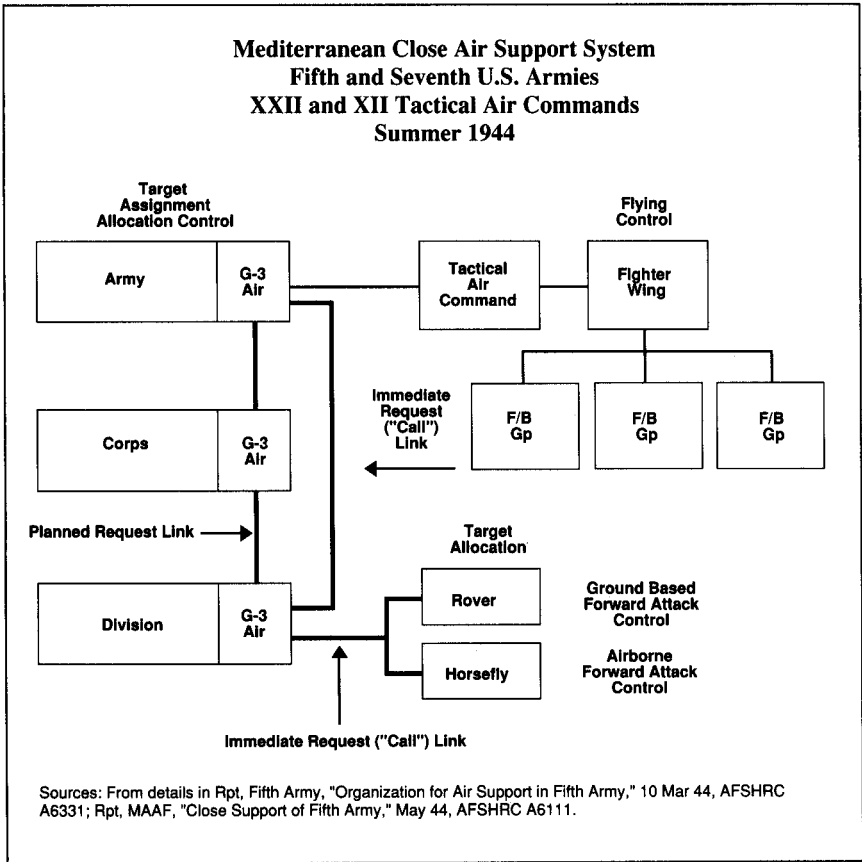 Mediterranean Close Air Support System
Fifth and Seventh U.S. Armies
XXII and XII Tactical Air Commands
Summer 1944
Target
Assignment
Allocation Control
Flying
Control
Army
G-3
Air
Tactical
Air
Command
Fighter
Wing
Immediate
Request
("Call")
Link
F/B
Gp
F/B
Gp
F/B
Gp
Corps
G-3
Air
Planned Request Link
Target
Allocation
Division
G-3
Air
Rover
Ground Based
Forward Attack
Control
Horsefly
Airborne
Forward Attack
Control
Immediate Request ("Call") Link
Sources: From details in Rpt, Fifth Army, "Organization for Air Support in Fifth Army," 10 Mar 44, AFSHRC
A6331; Rpt, MAAF, "Close Support of Fifth Army," May 44, AFSHRC A6111.